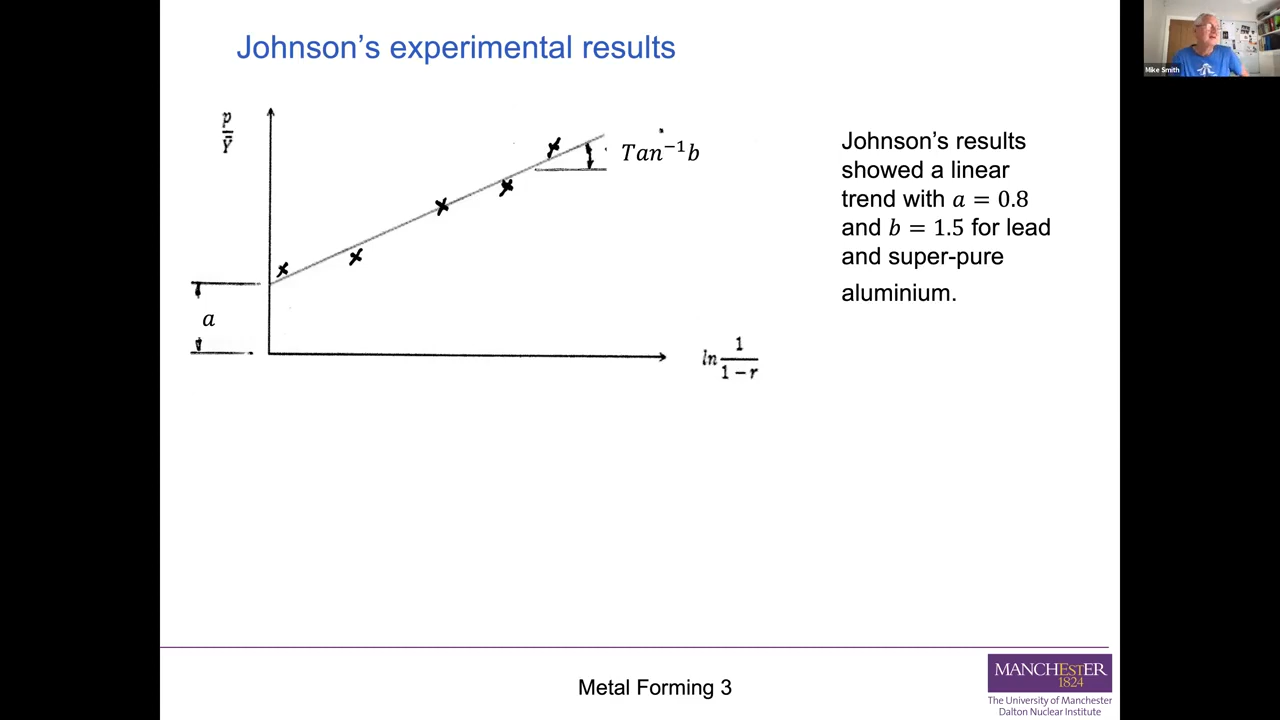 Johnson’s experimental results
Mike Smith
p
Ȳ
Tan⁻¹b
a
ln 1
1 − r
Johnson’s results
showed a linear
trend with a = 0.8
and b = 1.5 for lead
and super-pure
aluminium.
Metal Forming 3
MANCHESTER
1824
The University of Manchester
Dalton Nuclear Institute